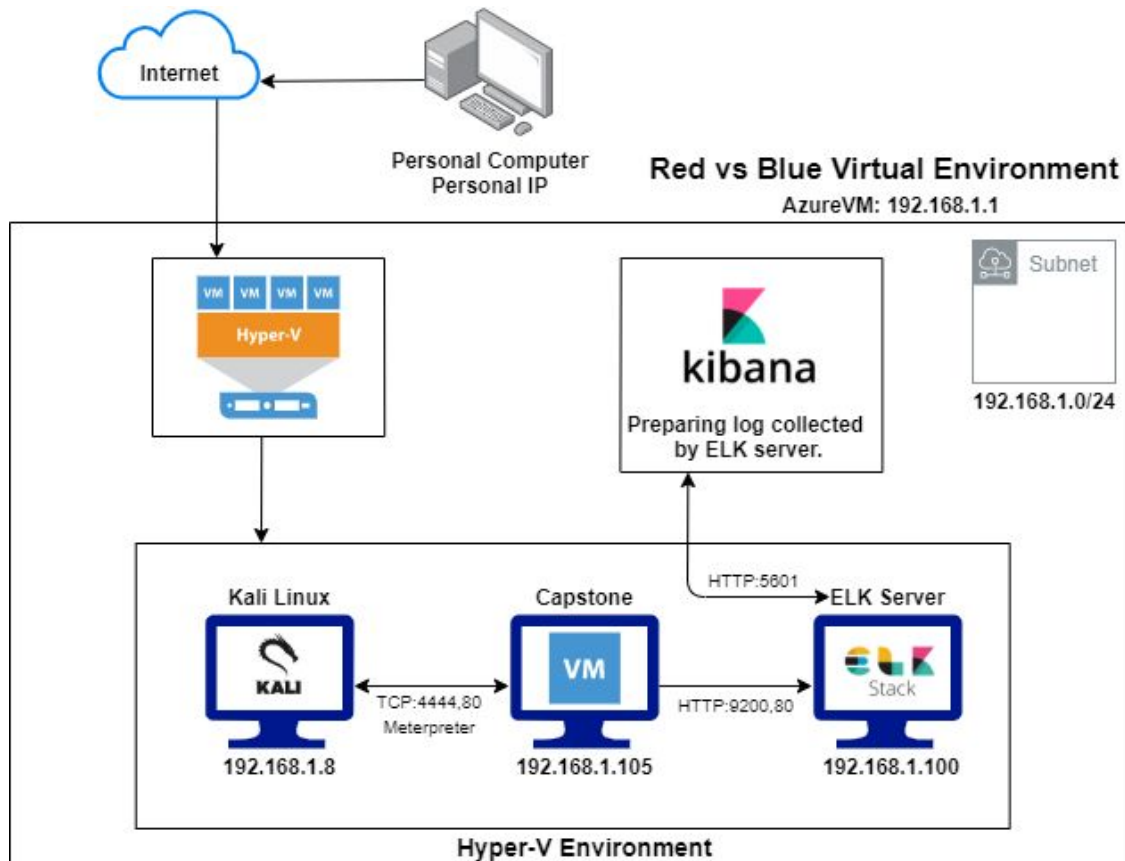 Internet
Personal Computer
Personal IP
Red vs Blue Virtual Environment
AzureVM: 192.168.1.1
VM VM VM VM
Hyper-V
kibana
Preparing log collected
by ELK server.
Subnet
192.168.1.0/24
HTTP:5601
Kali Linux
Capstone
ELK Server
KALI
VM
ELK
Stack
TCP:4444,80
Meterpreter
HTTP:9200,80
192.168.1.8
192.168.1.105
192.168.1.100
Hyper-V Environment